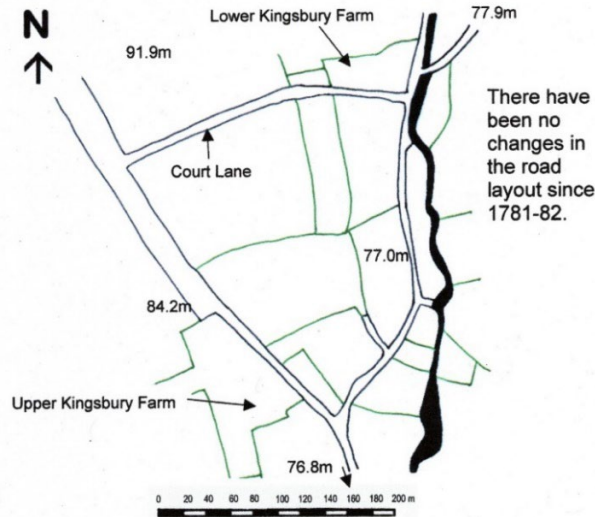 N
Lower Kingsbury Farm
77.9m
91.9m
There have
been no
changes in
the road
layout since
1781-82.
Court Lane
77.0m
84.2m
Upper Kingsbury Farm
76.8m
0 20 40 60 80 100 120 140 160 180 200 m